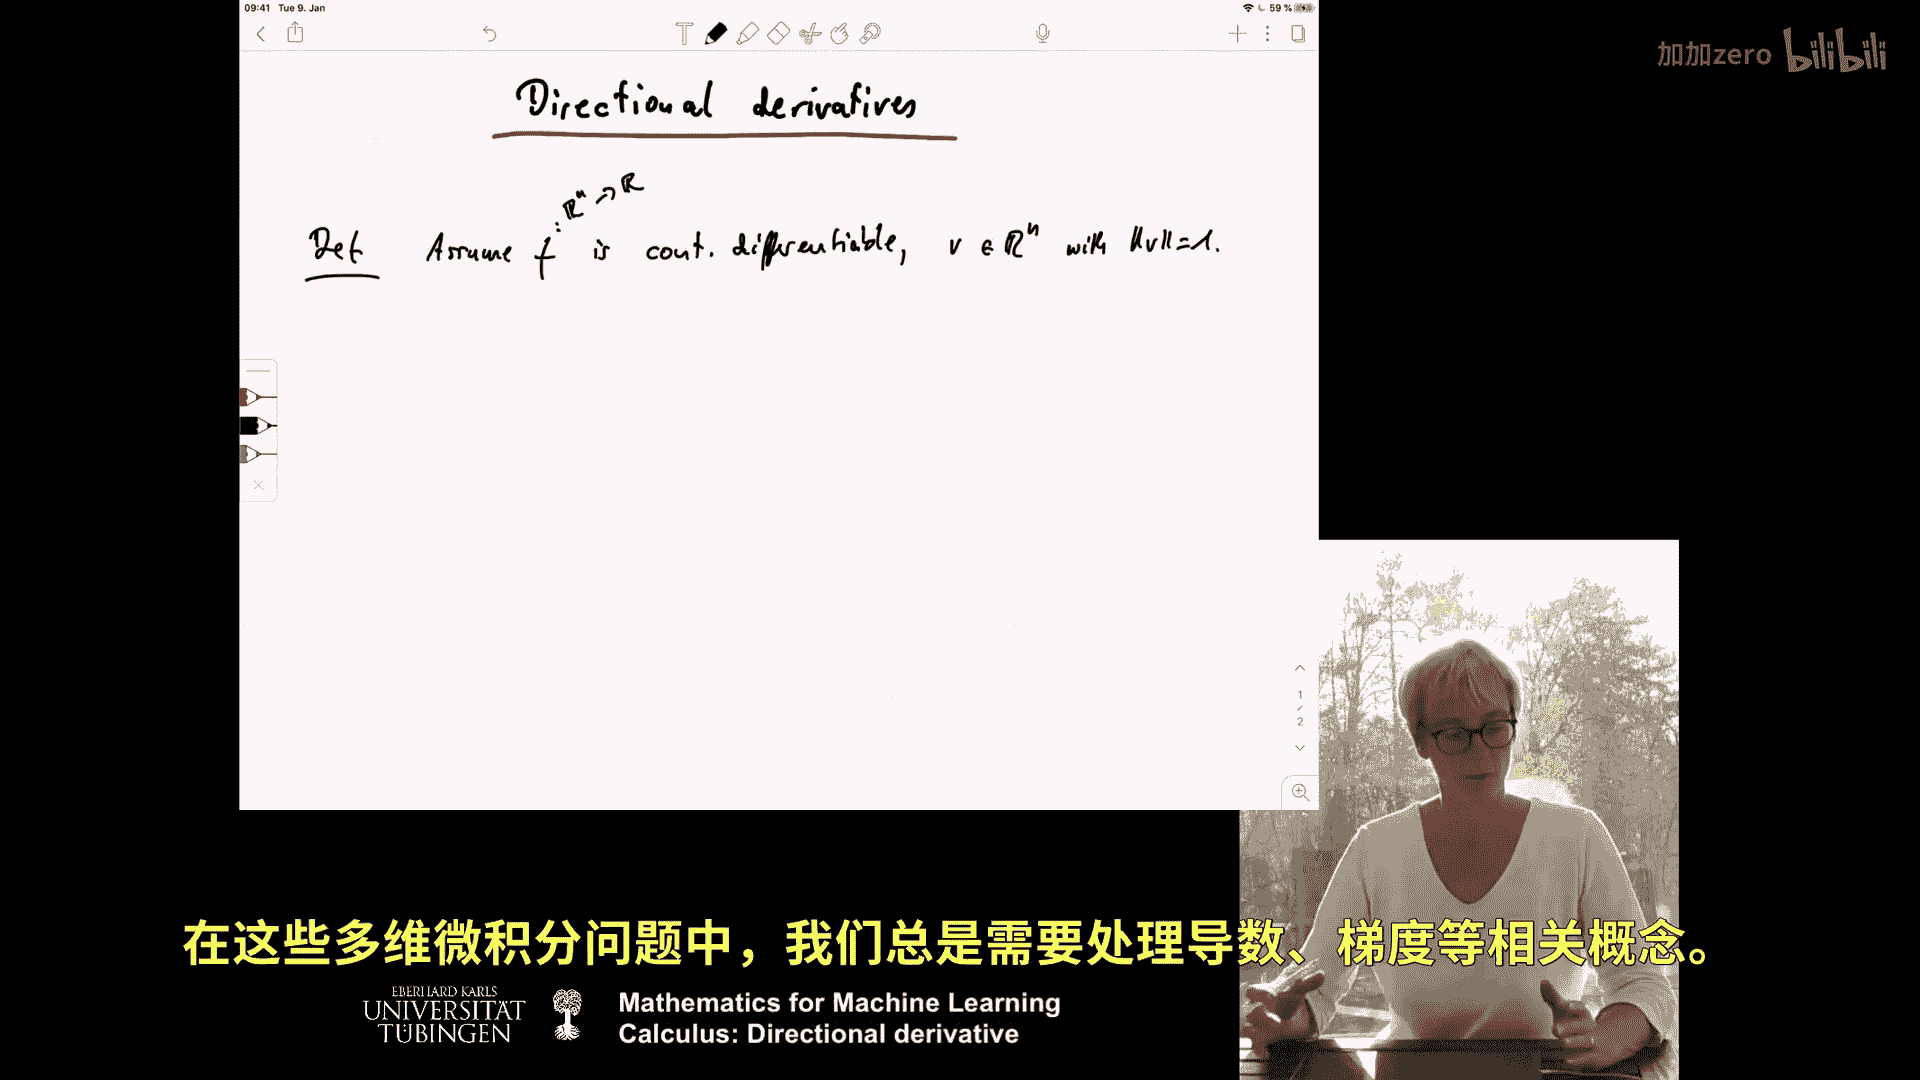 09:41 Tue 9. Jan
59 %
加加zero bilibili
Directional derivatives
: ℝⁿ → ℝ
Def Assume f is cont. differentiable, v ∈ ℝⁿ with ‖v‖=1.
1
2
在这些多维微积分问题中，我们总是需要处理导数、梯度等相关概念。
EBERHARD KARLS
UNIVERSITÄT
TÜBINGEN
Mathematics for Machine Learning
Calculus: Directional derivative